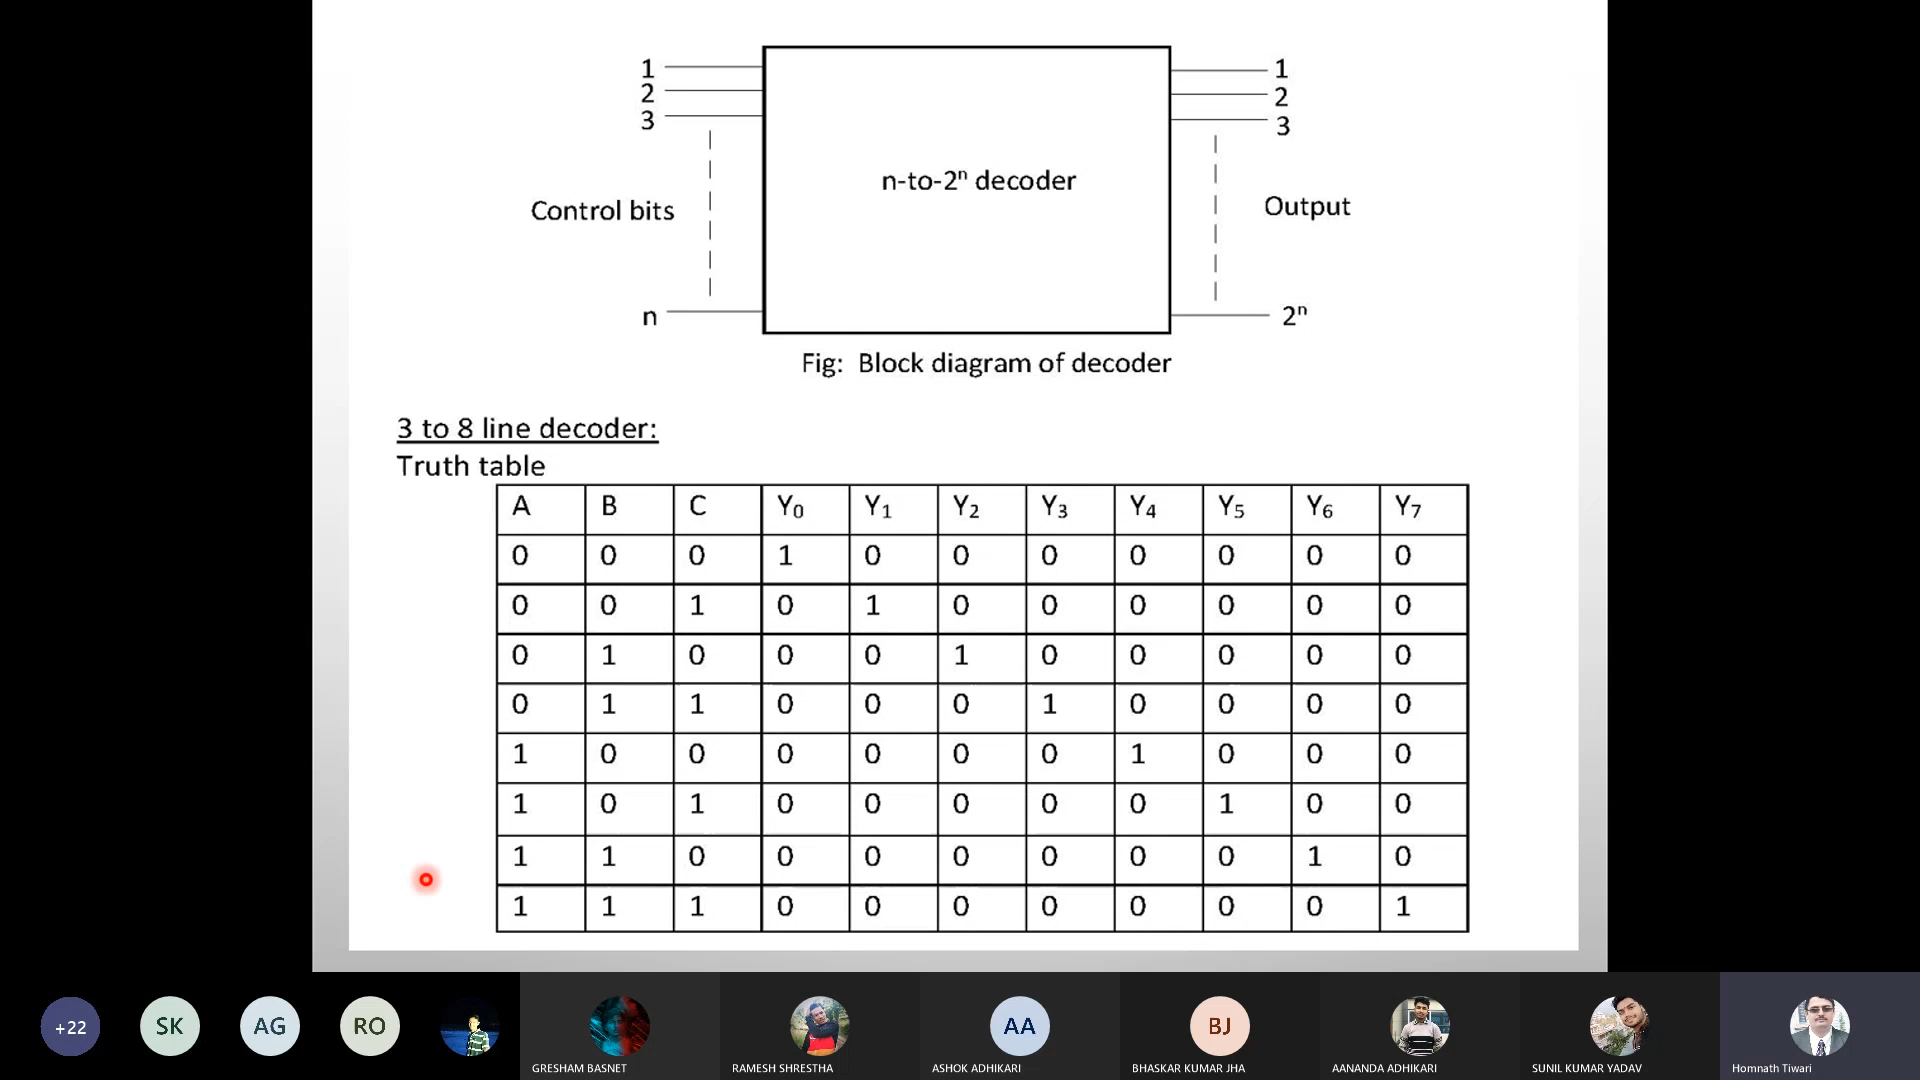 1 1
2 2
3 3
n-to-2ⁿ decoder
Control bits Output
n 2ⁿ
Fig: Block diagram of decoder
3 to 8 line decoder:
Truth table
A B C Y₀ Y₁ Y₂ Y₃ Y₄ Y₅ Y₆ Y₇
0 0 0 1 0 0 0 0 0 0 0
0 0 1 0 1 0 0 0 0 0 0
0 1 0 0 0 1 0 0 0 0 0
0 1 1 0 0 0 1 0 0 0 0
1 0 0 0 0 0 0 1 0 0 0
1 0 1 0 0 0 0 0 1 0 0
1 1 0 0 0 0 0 0 0 1 0
1 1 1 0 0 0 0 0 0 0 1
+22 SK AG RO AA BJ
GRESHAM BASNET RAMESH SHRESTHA ASHOK ADHIKARI BHASKAR KUMAR JHA AANANDA ADHIKARI SUNIL KUMAR YADAV Homnath Tiwari